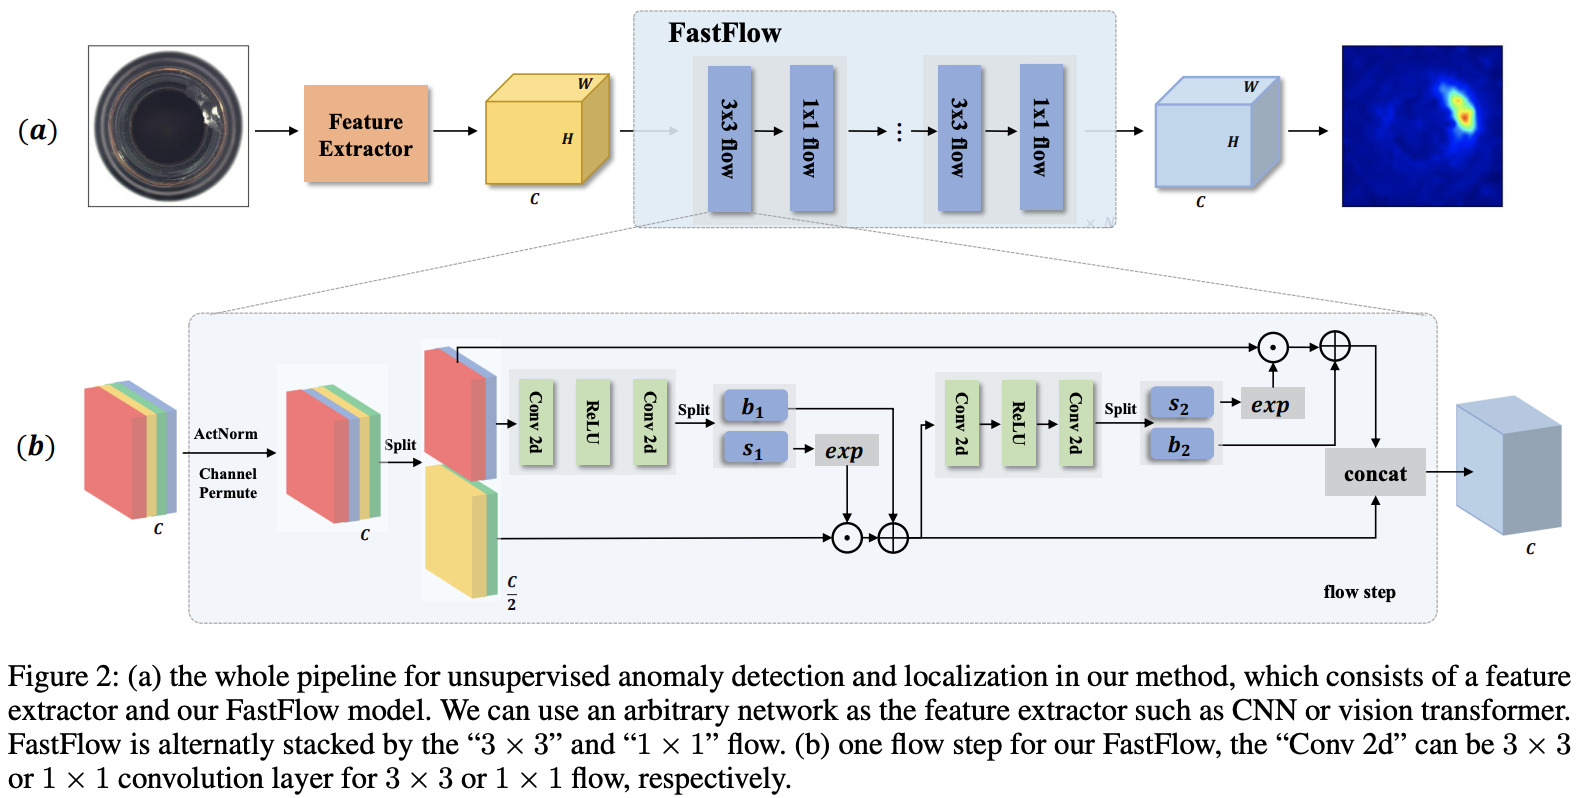 FastFlow
(a)
Feature
Extractor
W
H
C
3x3 flow
1x1 flow
...
3x3 flow
1x1 flow
× N
W
H
C
(b)
C
ActNorm
Channel
Permute
C
Split
C
2
Conv 2d
ReLU
Conv 2d
Split
b1
s1
exp
Conv 2d
ReLU
Conv 2d
Split
s2
b2
exp
concat
flow step
C
Figure 2: (a) the whole pipeline for unsupervised anomaly detection and localization in our method, which consists of a feature
extractor and our FastFlow model. We can use an arbitrary network as the feature extractor such as CNN or vision transformer.
FastFlow is alternatly stacked by the “3 × 3” and “1 × 1” flow. (b) one flow step for our FastFlow, the “Conv 2d” can be 3 × 3
or 1 × 1 convolution layer for 3 × 3 or 1 × 1 flow, respectively.